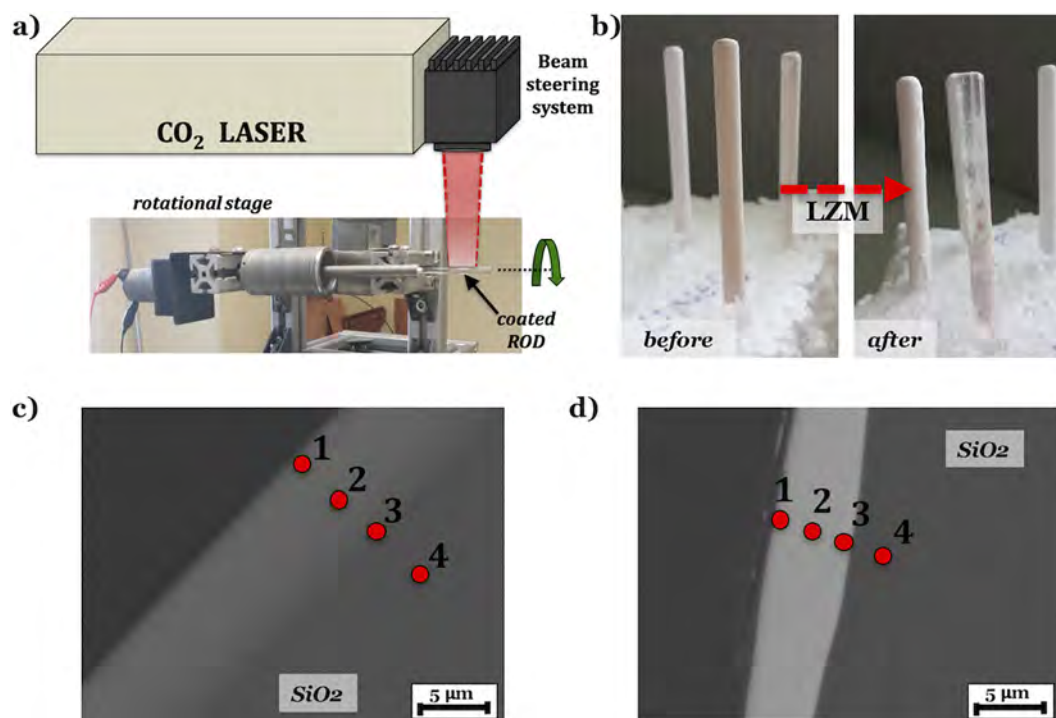 a)
CO₂ LASER
Beam
steering
system
rotational stage
coated
ROD
b)
LZM
before
after
c)
1
2
3
4
SiO2
5 µm
d)
SiO2
1
2
3
4
5 µm